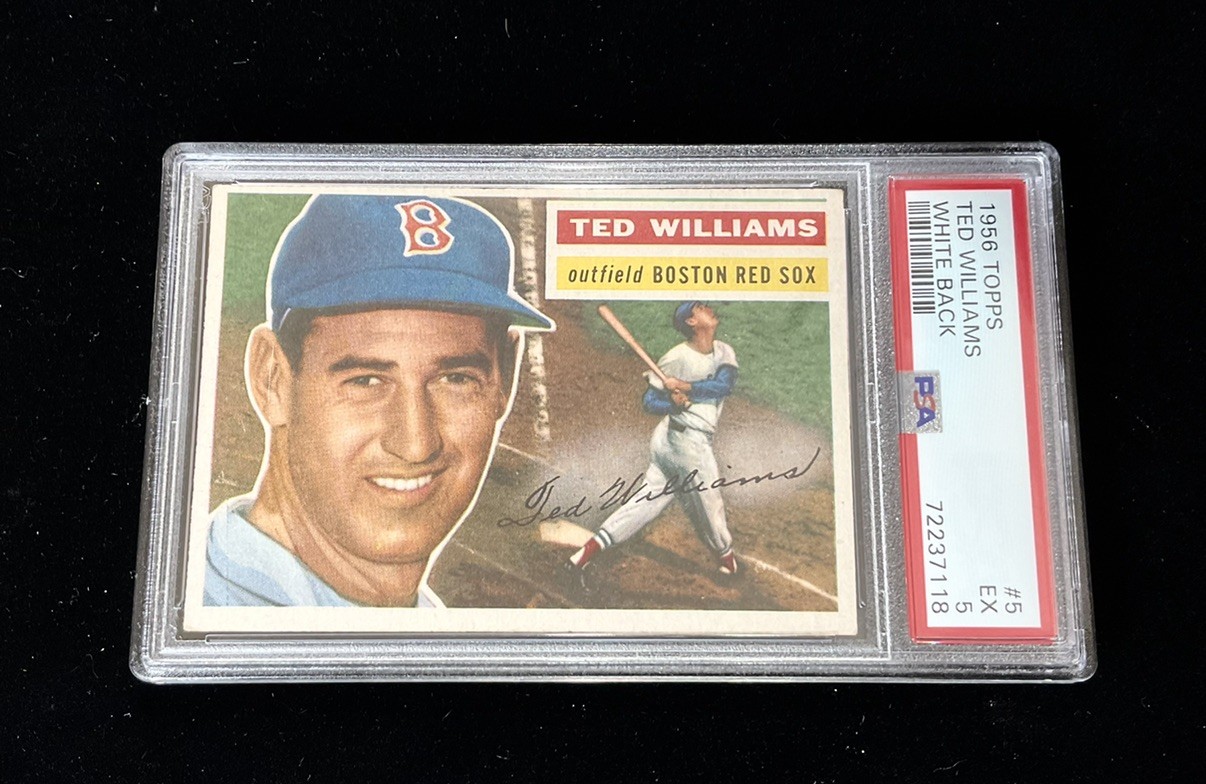 B
TED WILLIAMS
outfield BOSTON RED SOX
Ted Williams
1956 TOPPS #5
TED WILLIAMS EX
WHITE BACK 5
PSA 72237118